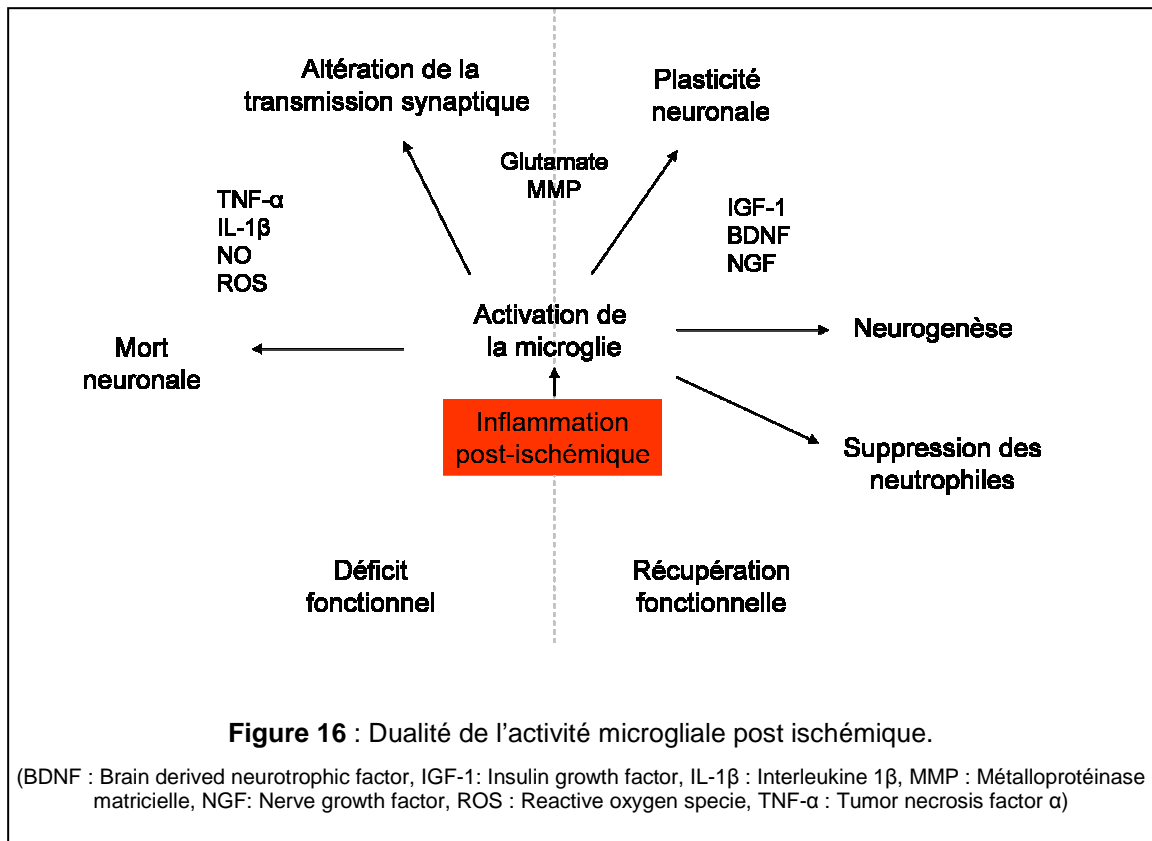 Altération de la
transmission synaptique
Plasticité
neuronale
Glutamate
MMP
TNF-α
IL-1β
NO
ROS
IGF-1
BDNF
NGF
Activation de
la microglie
Neurogenèse
Mort
neuronale
Inflammation
post-ischémique
Suppression des
neutrophiles
Déficit
fonctionnel
Récupération
fonctionnelle
Figure 16 : Dualité de l’activité microgliale post ischémique.
(BDNF : Brain derived neurotrophic factor, IGF-1: Insulin growth factor, IL-1β : Interleukine 1β, MMP : Métalloprotéinase
matricielle, NGF: Nerve growth factor, ROS : Reactive oxygen specie, TNF-α : Tumor necrosis factor α)